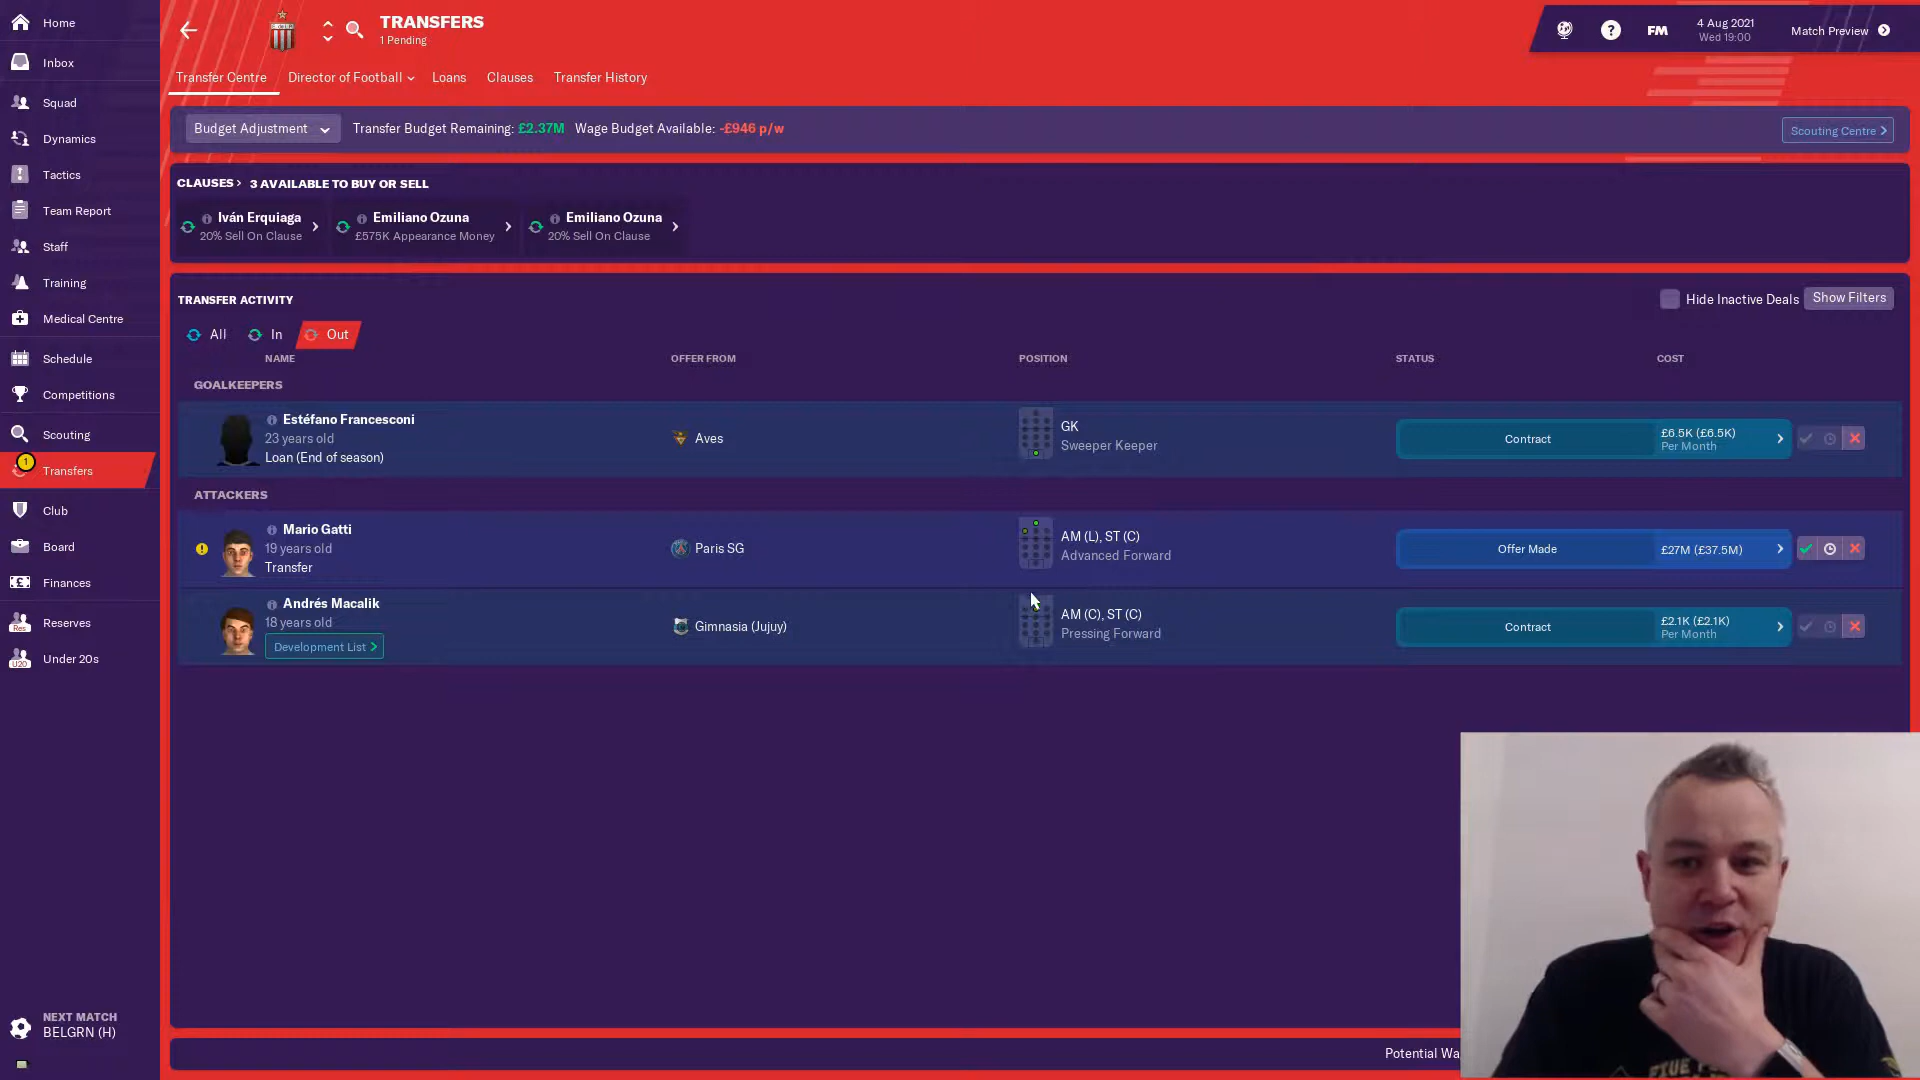 Home
Inbox
Squad
Dynamics
Tactics
Team Report
Staff
Training
Medical Centre
Schedule
Competitions
Scouting
1
Transfers
Club
Board
Finances
Res
Reserves
U20
Under 20s
NEXT MATCH
BELGRN (H)
TRANSFERS
1 Pending
?
FM
4 Aug 2021
Wed 19:00
Match Preview
Transfer Centre
Director of Football
Loans
Clauses
Transfer History
Budget Adjustment
Transfer Budget Remaining: £2.37M
Wage Budget Available: -£946 p/w
Scouting Centre >
CLAUSES > 3 AVAILABLE TO BUY OR SELL
Iván Erquiaga
20% Sell On Clause
Emiliano Ozuna
£575K Appearance Money
Emiliano Ozuna
20% Sell On Clause
TRANSFER ACTIVITY
Hide Inactive Deals
Show Filters
All
In
Out
NAME
OFFER FROM
POSITION
STATUS
COST
GOALKEEPERS
Estéfano Francesconi
23 years old
Loan (End of season)
Aves
GK
Sweeper Keeper
Contract
£6.5K (£6.5K)
Per Month
ATTACKERS
Mario Gatti
19 years old
Transfer
Paris SG
AM (L), ST (C)
Advanced Forward
Offer Made
£27M (£37.5M)
Andrés Macalik
18 years old
Development List >
Gimnasia (Jujuy)
AM (C), ST (C)
Pressing Forward
Contract
£2.1K (£2.1K)
Per Month
Potential Wa